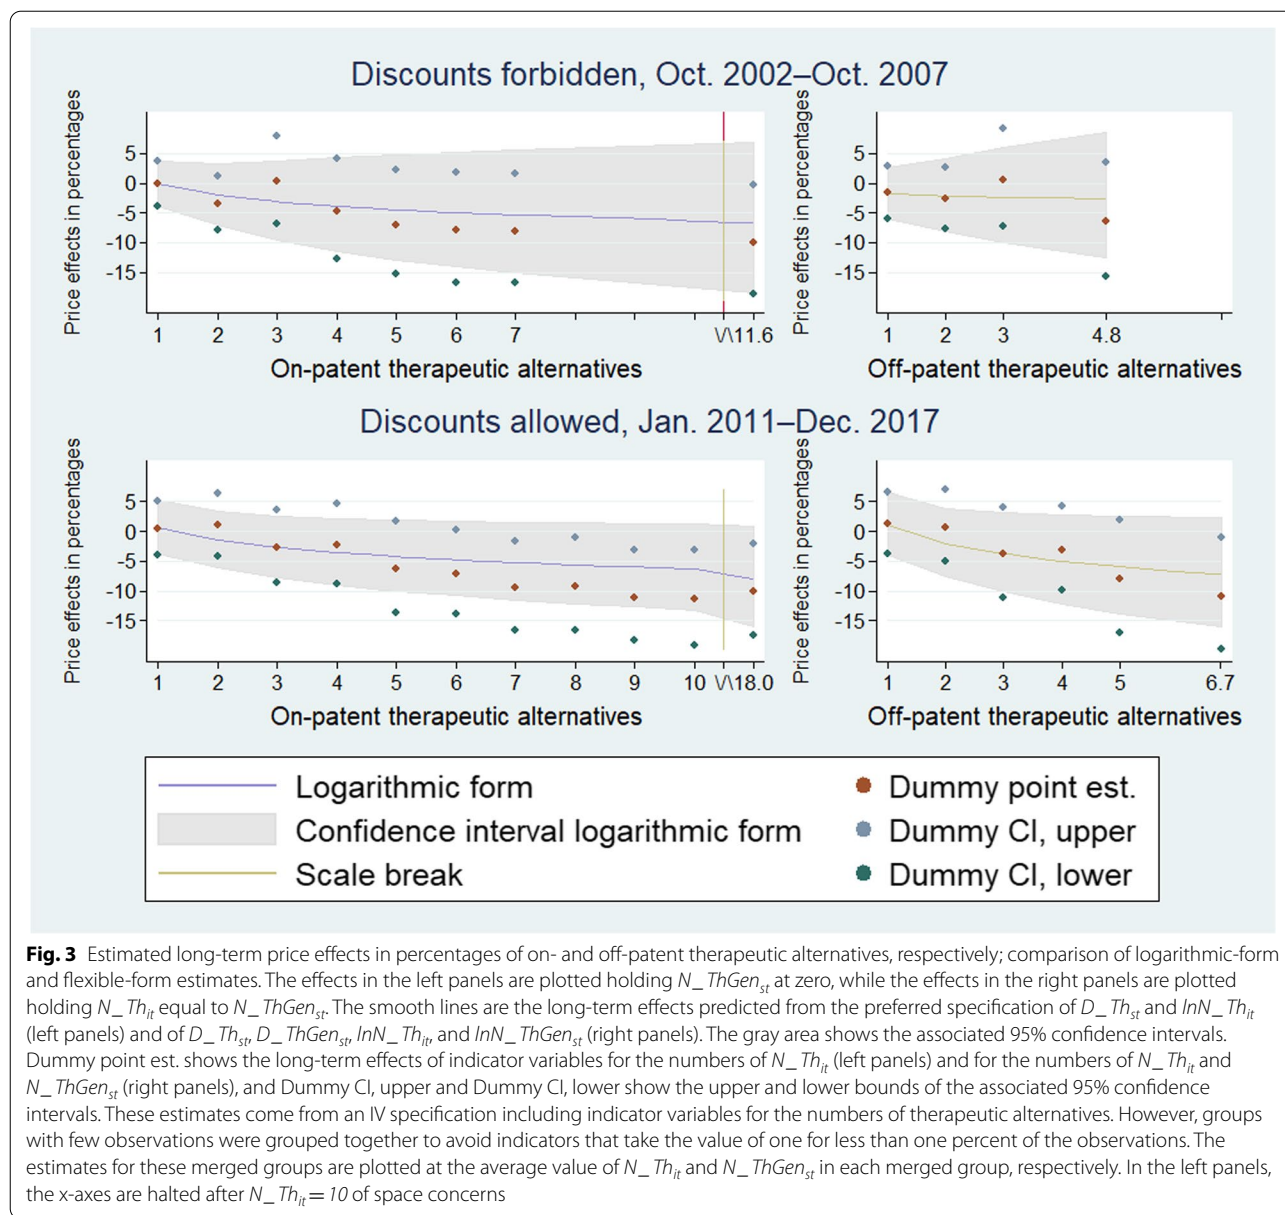 Discounts forbidden, Oct. 2002–Oct. 2007
Price effects in percentages
5
0
-5
-10
-15
1 2 3 4 5 6 7 \/\11.6
On-patent therapeutic alternatives
Price effects in percentages
5
0
-5
-10
-15
1 2 3 4.8
Off-patent therapeutic alternatives
Discounts allowed, Jan. 2011–Dec. 2017
Price effects in percentages
5
0
-5
-10
-15
1 2 3 4 5 6 7 8 9 10 \/\18.0
On-patent therapeutic alternatives
Price effects in percentages
5
0
-5
-10
-15
1 2 3 4 5 6.7
Off-patent therapeutic alternatives
Logarithmic form
Confidence interval logarithmic form
Scale break
Dummy point est.
Dummy CI, upper
Dummy CI, lower
Fig. 3 Estimated long-term price effects in percentages of on- and off-patent therapeutic alternatives, respectively; comparison of logarithmic-form
and flexible-form estimates. The effects in the left panels are plotted holding N_ThGen_st at zero, while the effects in the right panels are plotted
holding N_Th_it equal to N_ThGen_st. The smooth lines are the long-term effects predicted from the preferred specification of D_Th_st and lnN_Th_it
(left panels) and of D_Th_st, D_ThGen_st, lnN_Th_it, and lnN_ThGen_st (right panels). The gray area shows the associated 95% confidence intervals.
Dummy point est. shows the long-term effects of indicator variables for the numbers of N_Th_it (left panels) and for the numbers of N_Th_it and
N_ThGen_st (right panels), and Dummy CI, upper and Dummy CI, lower show the upper and lower bounds of the associated 95% confidence
intervals. These estimates come from an IV specification including indicator variables for the numbers of therapeutic alternatives. However, groups
with few observations were grouped together to avoid indicators that take the value of one for less than one percent of the observations. The
estimates for these merged groups are plotted at the average value of N_Th_it and N_ThGen_st in each merged group, respectively. In the left panels,
the x-axes are halted after N_Th_it = 10 of space concerns